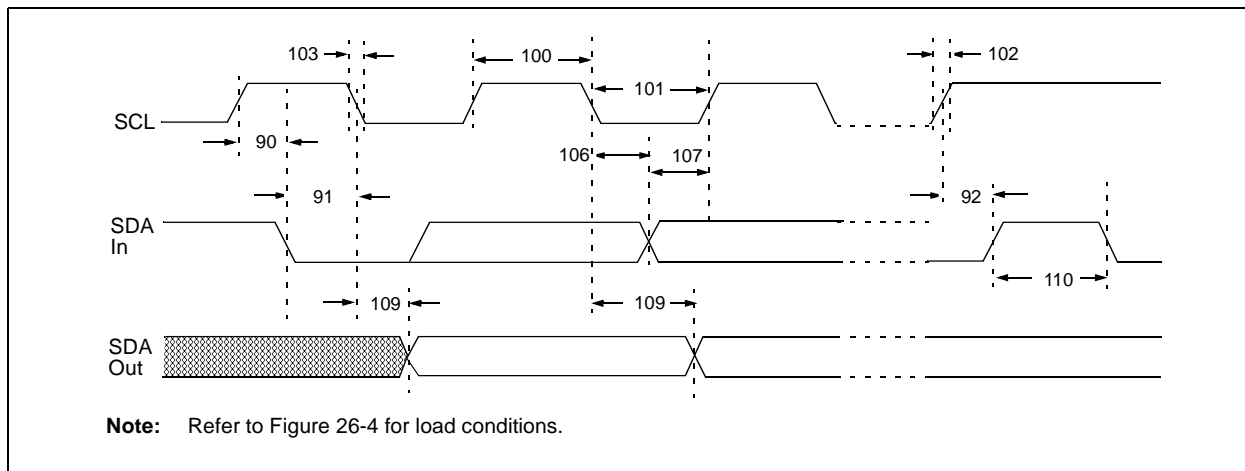 103
100
102
101
SCL
90
106
107
91
92
SDA
In
110
109
109
SDA
Out
Note: Refer to Figure 26-4 for load conditions.